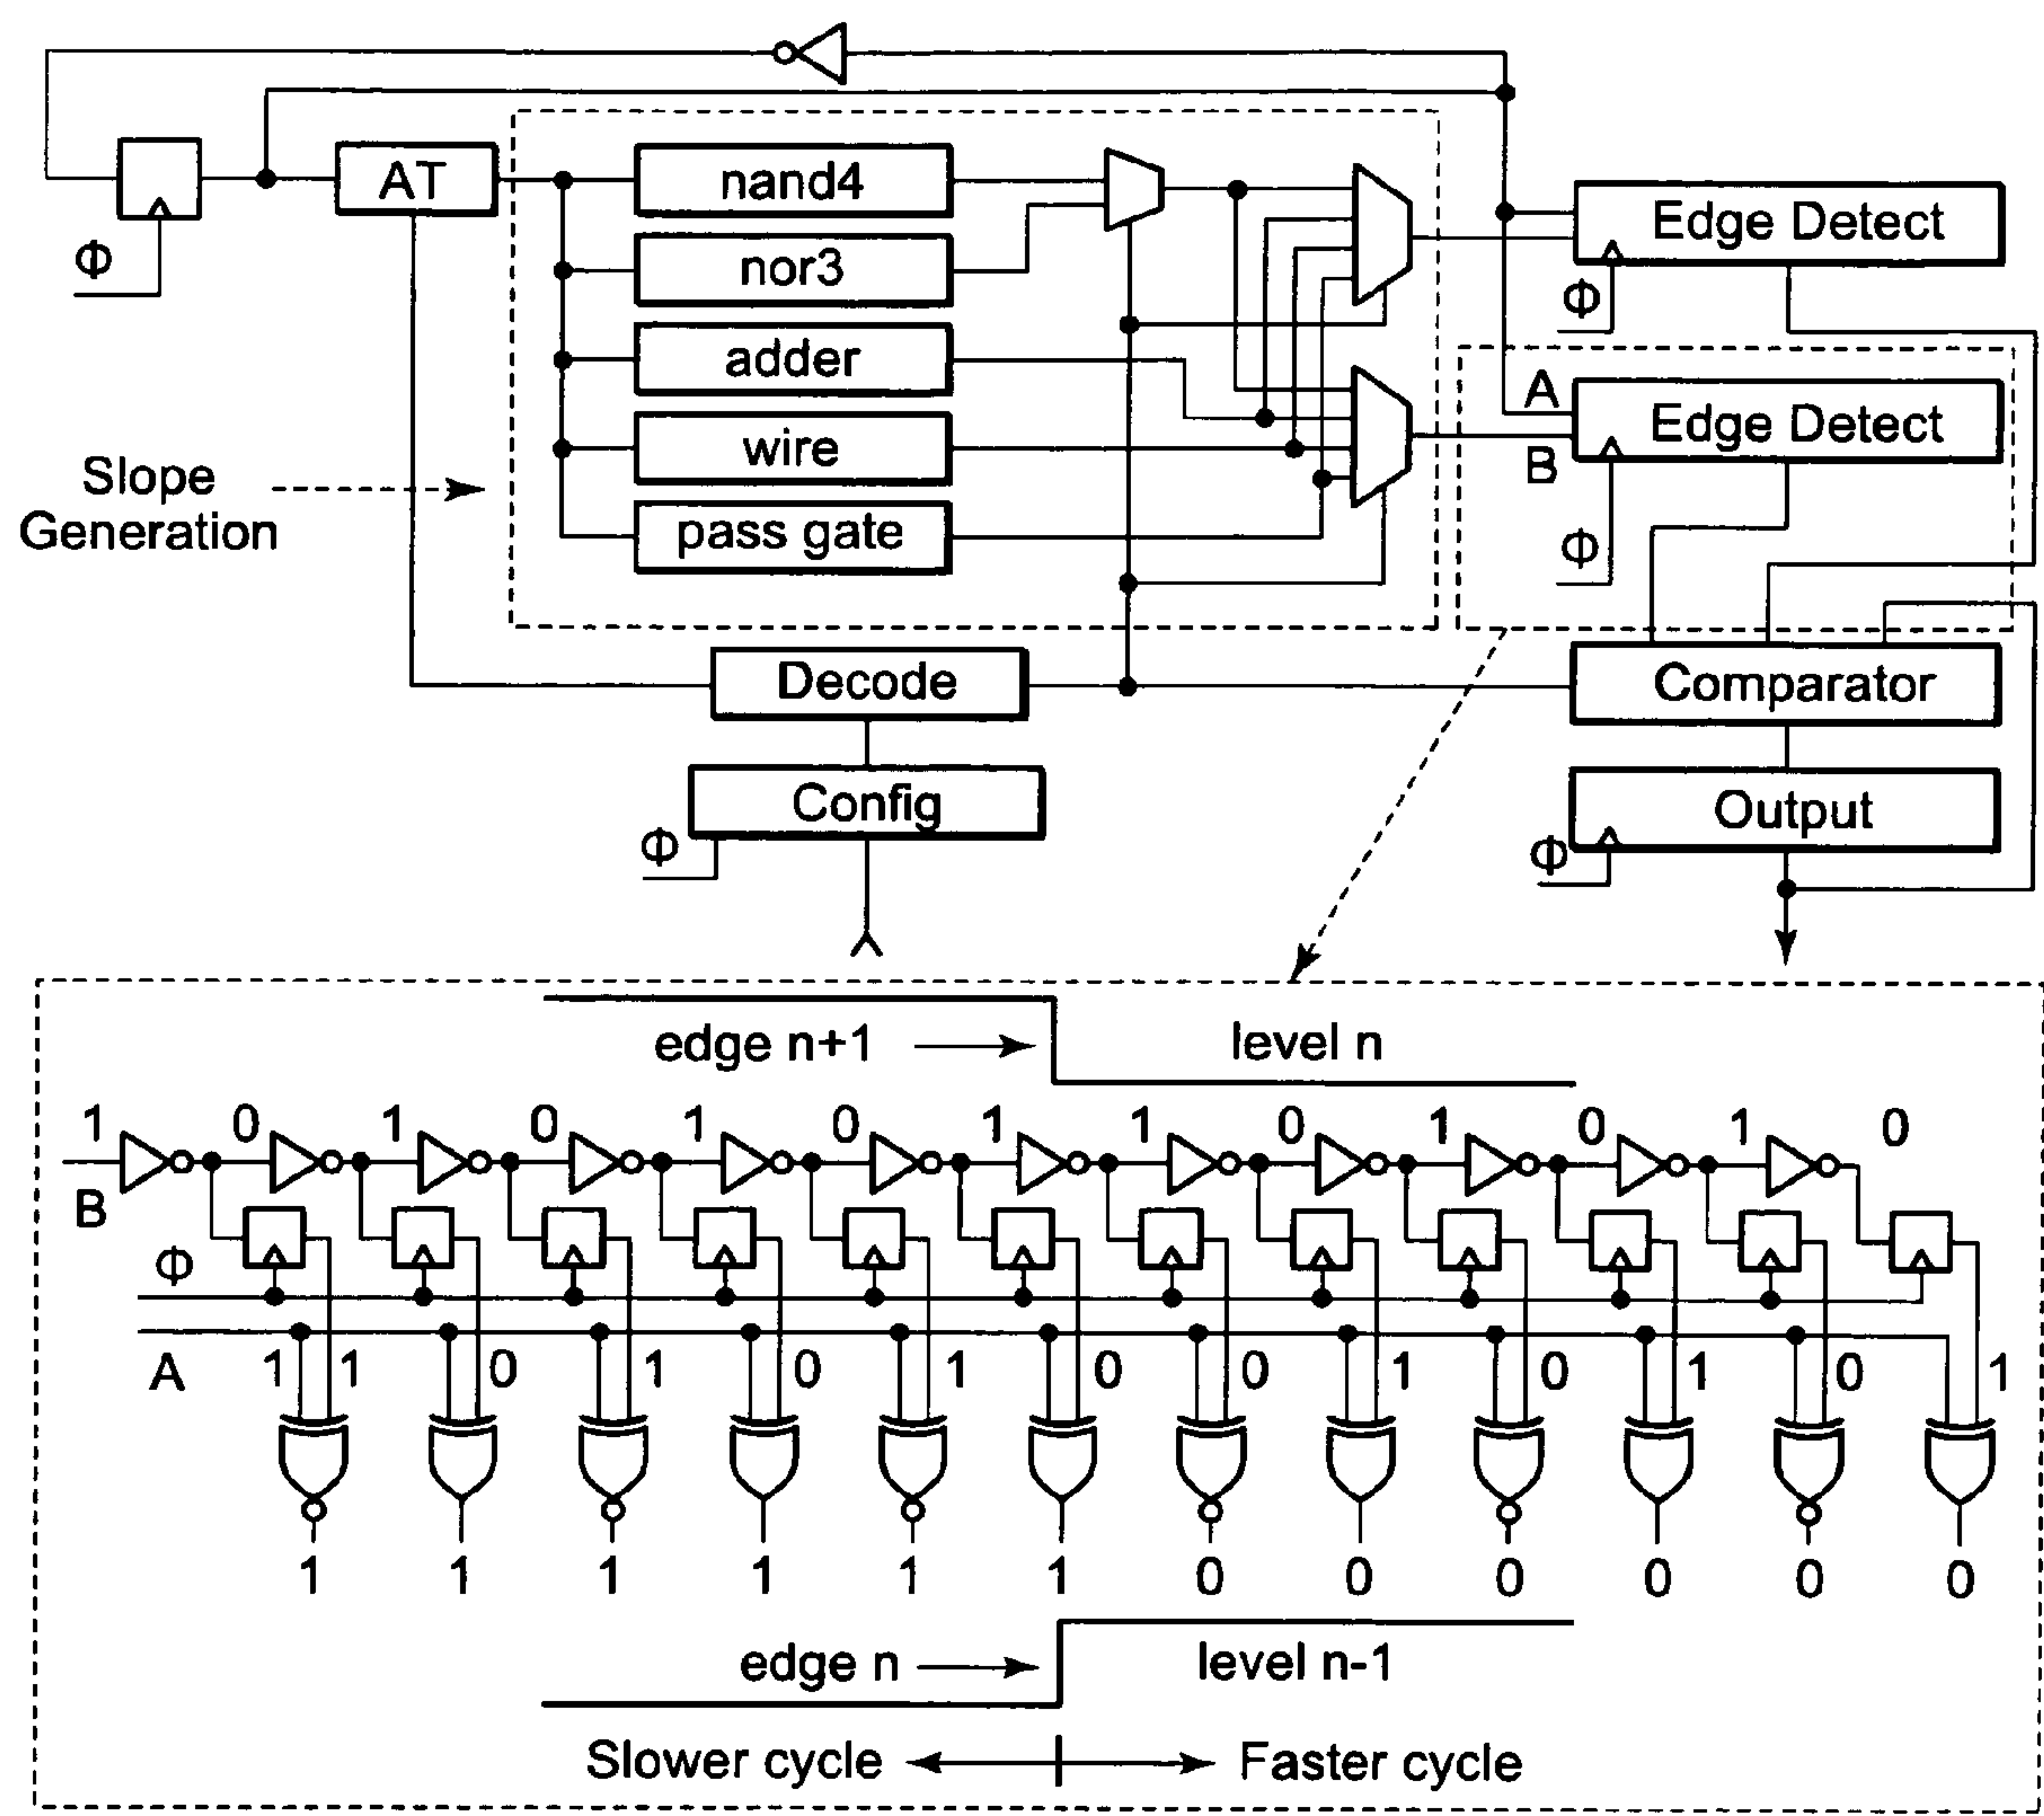 AT
nand4
nor3
adder
wire
pass gate
Φ
Slope
Generation
Edge Detect
Φ
A
B
Edge Detect
Φ
Decode
Comparator
Config
Φ
Output
Φ
edge n+1
level n
1 0 1 0 1 0 1 1 0 1 0 1 0
B
Φ
A
1 1 0 1 0 1 0 0 1 0 1 0 1
1 1 1 1 1 1 0 0 0 0 0 0
edge n
level n-1
Slower cycle
Faster cycle